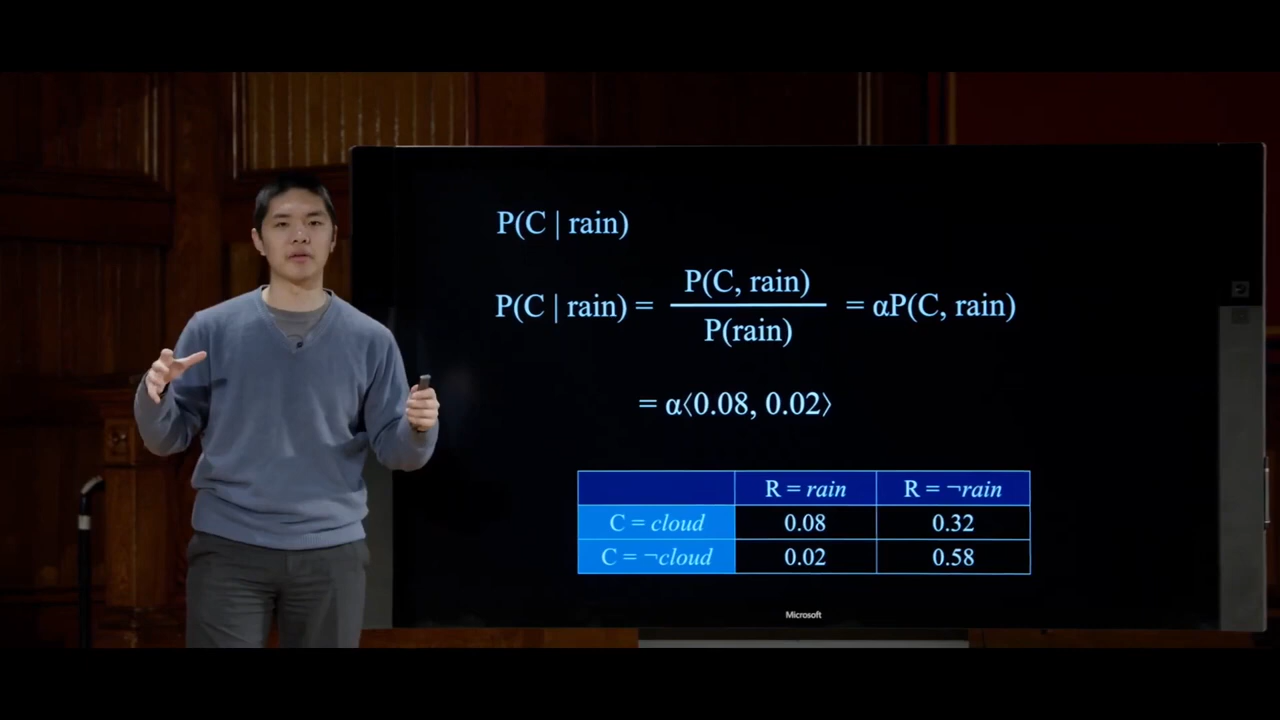 P(C | rain)
P(C | rain) = P(C, rain) / P(rain) = αP(C, rain)
= α⟨0.08, 0.02⟩
R = rain R = ¬rain
C = cloud 0.08 0.32
C = ¬cloud 0.02 0.58
Microsoft